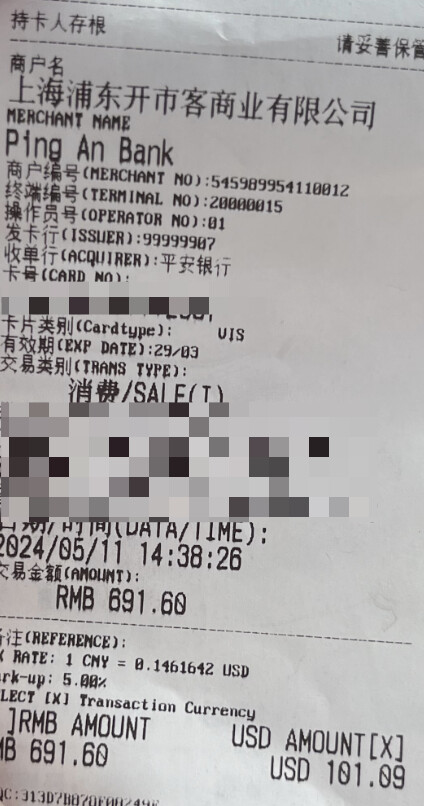 持卡人存根
请妥善保管
商户名
上海浦东开市客商业有限公司
MERCHANT NAME
Ping An Bank
商户编号(MERCHANT NO):545989954110012
终端编号(TERMINAL NO):20000015
操作员号(OPERATOR NO):01
发卡行(ISSUER):99999907
收单行(ACQUIRER):平安银行
卡号(CARD NO):
卡片类别(Cardtype): VIS
有效期(EXP DATE):29/03
交易类别(TRANS TYPE):
消费/SALE(T)
日期/时间(DATA/TIME):
2024/05/11 14:38:26
交易金额(AMOUNT):
RMB 691.60
注(REFERENCE):
RATE: 1 CNY = 0.1461642 USD
rk-up: 5.00%
LECT [X] Transaction Currency
]RMB AMOUNT USD AMOUNT[X]
MB 691.60 USD 101.09